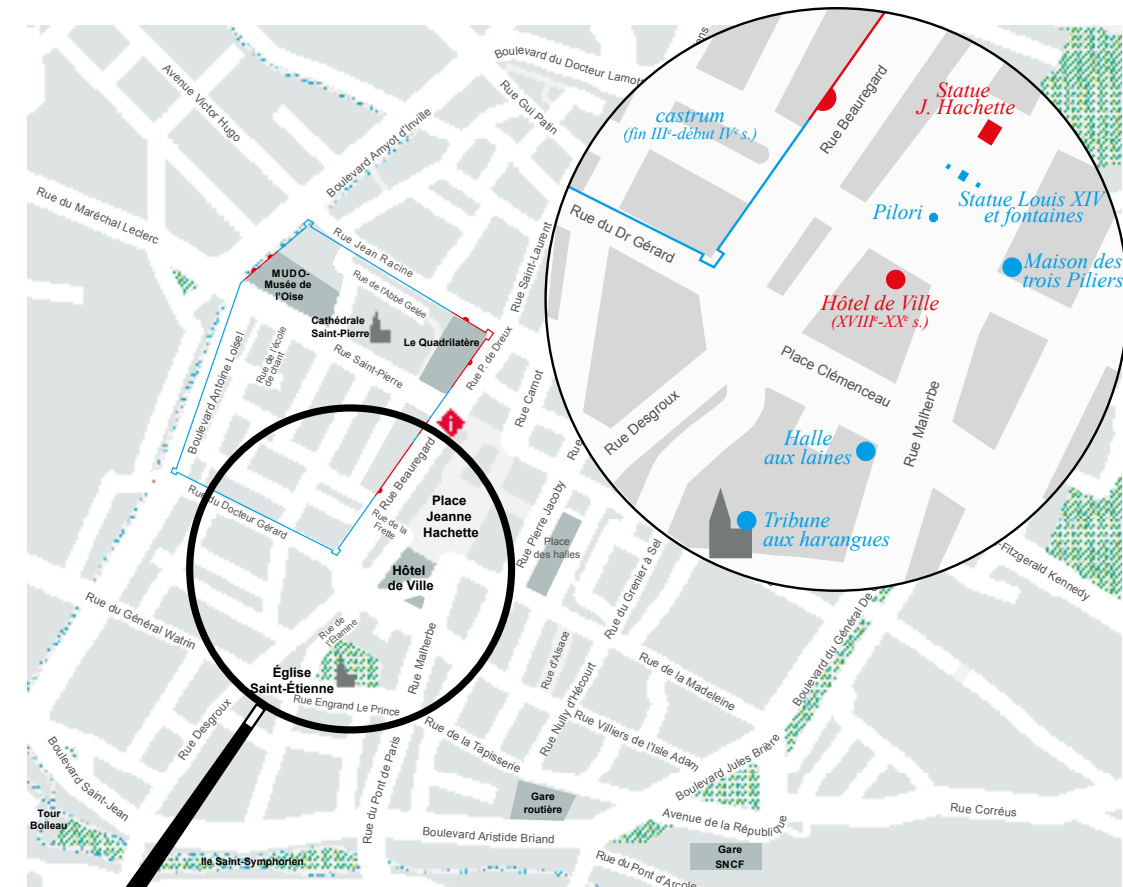 Boulevard du Docteur Lamott
ens
Avenue Victor Hugo
Rue Gui Patin
Boulevard Amyot d'Inville
Rue du Maréchal Leclerc
Rue Jean Racine
Rue de l'Abbé Gelée
Rue Saint-Laurent
MUDO-
Musée de
l'Oise
Cathédrale
Saint-Pierre
Le Quadrilatère
Rue P. de Dreux
Rue de l'école
de chant
Boulevard Antoine Loisel
Rue Saint-Pierre
Rue Carnot
i
Rue
Rue Beauregard
Rue du Docteur Gérard
Rue de la
Frette
Place
Jeanne
Hachette
Rue Pierre Jacoby
Place
des halles
Hôtel
de Ville
Rue du Grenier à Sel
Rue du Général Watrin
Rue de
l'Étamine
Rue Malherbe
Église
Saint-Étienne
Rue Engrand Le Prince
Rue Desgroux
Rue d'Alsace
Rue de la Madeleine
Rue Nully d'Hécourt
Rue Villiers de l'Isle Adam
Rue de la Tapisserie
Rue du Pont de Paris
Boulevard Saint-Jean
Tour
Boileau
Ile Saint-Symphorien
Boulevard Aristide Briand
Gare
routière
Boulevard Jules Brière
Avenue de la République
Gare
SNCF
Rue du Pont d'Arcole
Rue Corréus
Boulevard du Général De
Fitzgerald Kennedy
castrum
(fin IIIe-début IVe s.)
Rue Beauregard
Statue
J. Hachette
Statue Louis XIV
et fontaines
Pilori
Rue du Dr Gérard
Maison des
trois Piliers
Hôtel de Ville
(XVIIIe-XXe s.)
Place Clémenceau
Rue Desgroux
Rue Malherbe
Halle
aux laines
Tribune
aux harangues